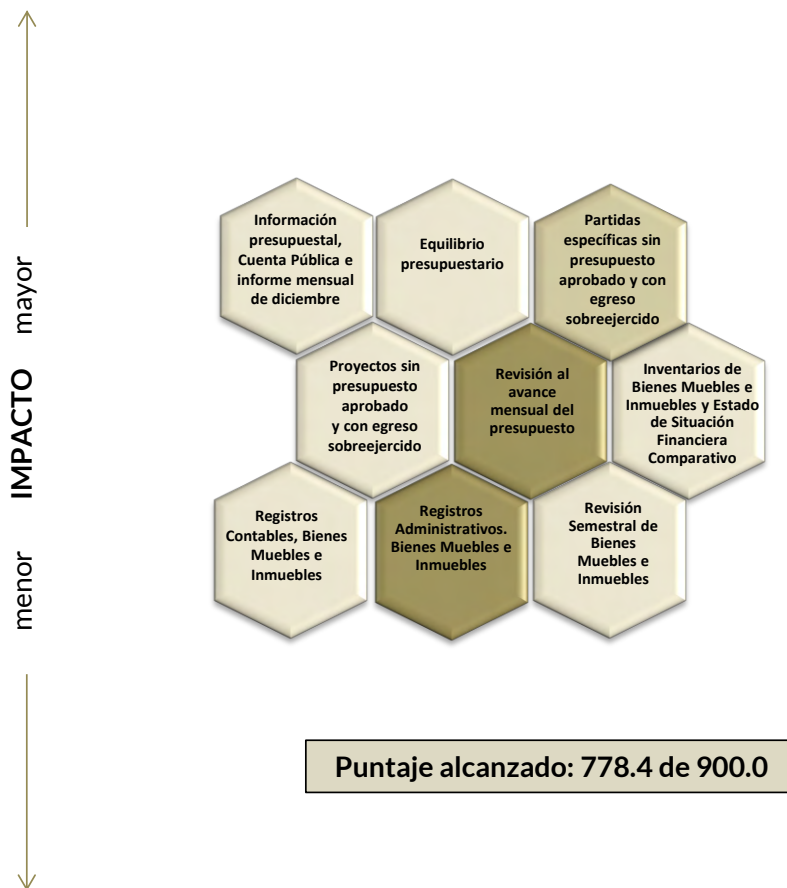 mayor
IMPACTO
menor
Información
presupuestal,
Cuenta Pública e
informe mensual
de diciembre
Equilibrio
presupuestario
Partidas
específicas sin
presupuesto
aprobado y con
egreso
sobreejercido
Proyectos sin
presupuesto
aprobado
y con egreso
sobreejercido
Revisión al
avance
mensual del
presupuesto
Inventarios de
Bienes Muebles e
Inmuebles y Estado
de Situación
Financiera
Comparativo
Registros
Contables, Bienes
Muebles e
Inmuebles
Registros
Administrativos.
Bienes Muebles e
Inmuebles
Revisión
Semestral de
Bienes
Muebles e
Inmuebles
Puntaje alcanzado: 778.4 de 900.0